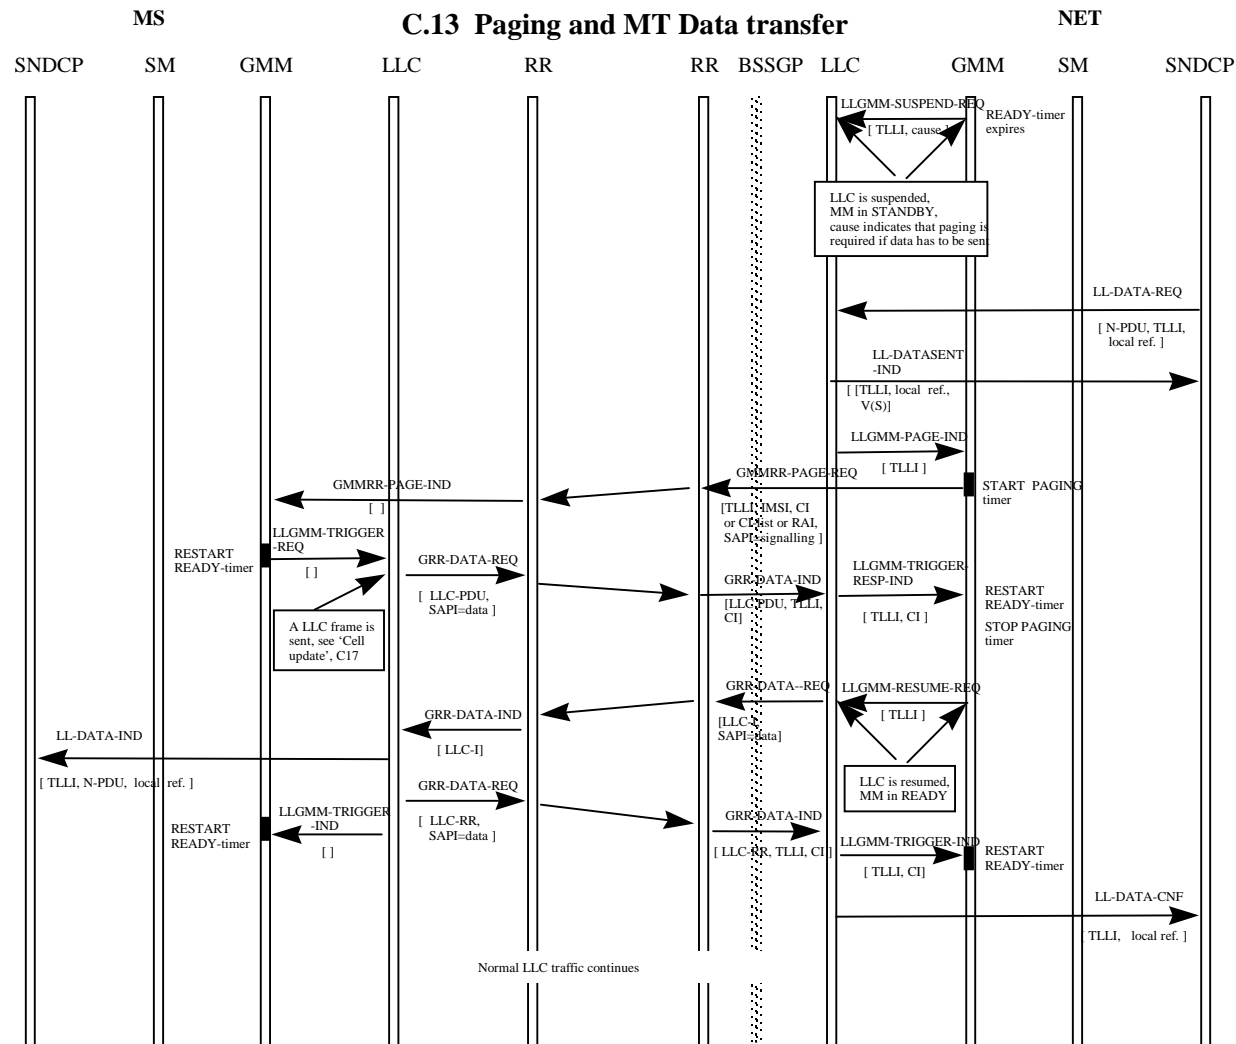 MS
C.13 Paging and MT Data transfer
NET
SNDCP SM GMM LLC RR RR BSSGP LLC GMM SM SNDCP
LLGMM-SUSPEND-REQ
[ TLLI, cause ]
READY-timer
expires
LLC is suspended,
MM in STANDBY,
cause indicates that paging is
required if data has to be sent
LL-DATA-REQ
[ N-PDU, TLLI,
local ref. ]
LL-DATASENT
-IND
[ [TLLI, local ref.,
V(S)]
LLGMM-PAGE-IND
[ TLLI ]
GMMRR-PAGE-REQ
START PAGING
timer
[TLLI, IMSI, CI
or CI-list or RAI,
SAPI=signalling ]
GMMRR-PAGE-IND
[ ]
LLGMM-TRIGGER
-REQ
[ ]
RESTART
READY-timer
GRR-DATA-REQ
[ LLC-PDU,
SAPI=data ]
A LLC frame is
sent, see ‘Cell
update’, C17
GRR-DATA-IND
[LLC-PDU, TLLI,
CI]
LLGMM-TRIGGER-
RESP-IND
[ TLLI, CI ]
RESTART
READY-timer
STOP PAGING
timer
GRR-DATA--REQ
[LLC-I,
SAPI=data]
LLGMM-RESUME-REQ
[ TLLI ]
LLC is resumed,
MM in READY
GRR-DATA-IND
[ LLC-I]
LL-DATA-IND
[ TLLI, N-PDU, local ref. ]
GRR-DATA-REQ
[ LLC-RR,
SAPI=data ]
LLGMM-TRIGGER
-IND
[ ]
RESTART
READY-timer
GRR-DATA-IND
[ LLC-RR, TLLI, CI ]
LLGMM-TRIGGER-IND
[ TLLI, CI]
RESTART
READY-timer
LL-DATA-CNF
[ TLLI, local ref. ]
Normal LLC traffic continues